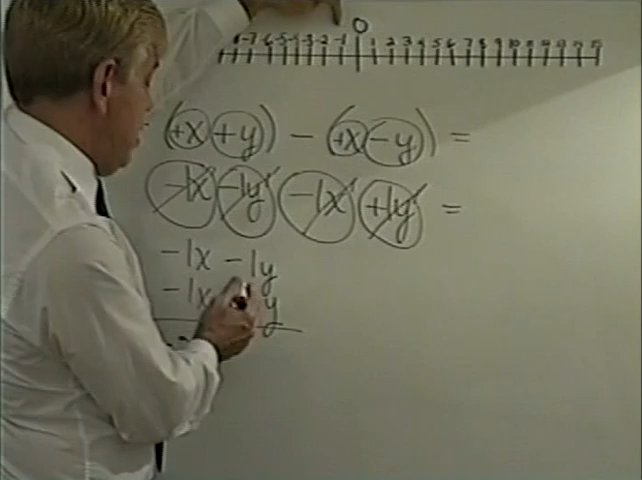 0
-7 -6 -5 -4 -3 -2 -1 1 2 3 4 5 6 7 8 9 10 11 12 13 14 15
(+x +y) - (+x - y) =
-1x -1y -1x +1y =
-1x -1y
-1x y